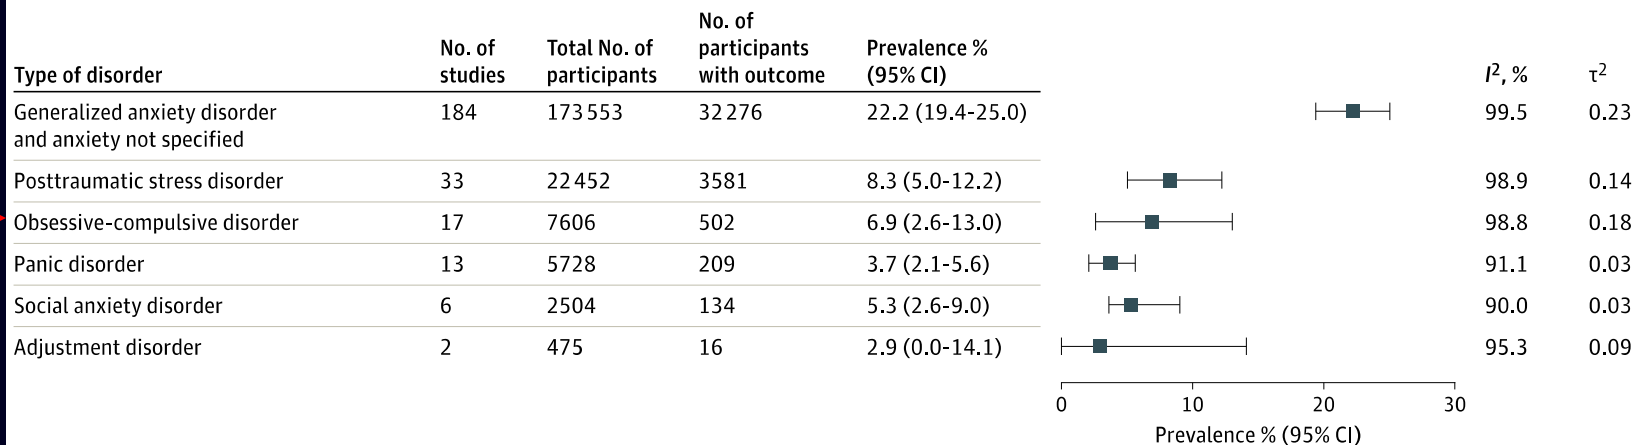 No. of
No. of Total No. of participants Prevalence %
Type of disorder studies participants with outcome (95% CI) I², % τ²
Generalized anxiety disorder 184 173 553 32 276 22.2 (19.4-25.0) 99.5 0.23
and anxiety not specified
Posttraumatic stress disorder 33 22 452 3581 8.3 (5.0-12.2) 98.9 0.14
Obsessive-compulsive disorder 17 7606 502 6.9 (2.6-13.0) 98.8 0.18
Panic disorder 13 5728 209 3.7 (2.1-5.6) 91.1 0.03
Social anxiety disorder 6 2504 134 5.3 (2.6-9.0) 90.0 0.03
Adjustment disorder 2 475 16 2.9 (0.0-14.1) 95.3 0.09
0 10 20 30
Prevalence % (95% CI)